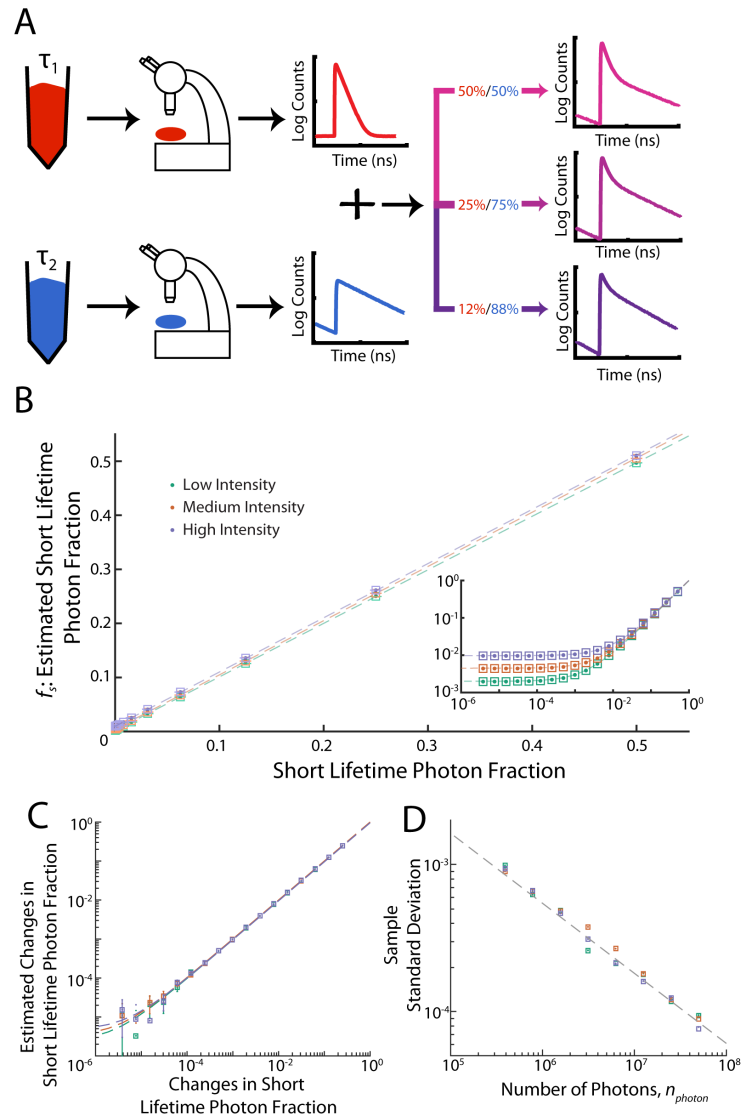 A
τ1
Log Counts
Time (ns)
50%/50%
Log Counts
Time (ns)
25%/75%
Log Counts
Time (ns)
τ2
Log Counts
Time (ns)
12%/88%
Log Counts
Time (ns)
B
fs: Estimated Short Lifetime
Photon Fraction
0.5
0.4
0.3
0.2
0.1
0
Low Intensity
Medium Intensity
High Intensity
10^0
10^-1
10^-2
10^-3
10^-6
10^-4
10^-2
10^0
0.1
0.2
0.3
0.4
0.5
Short Lifetime Photon Fraction
C
Estimated Changes in
Short Lifetime Photon Fraction
10^0
10^-2
10^-4
10^-6
10^-6
10^-4
10^-2
10^0
Changes in Short
Lifetime Photon Fraction
D
Sample
Standard Deviation
10^-3
10^-4
10^5
10^6
10^7
10^8
Number of Photons, nphoton